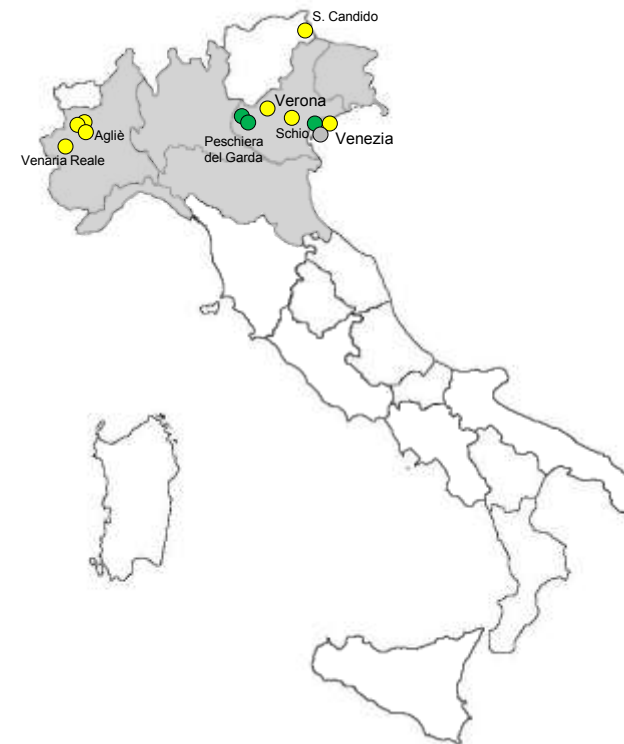 S. Candido
Verona
Agliè
Schio
Venezia
Peschiera
del Garda
Venaria Reale